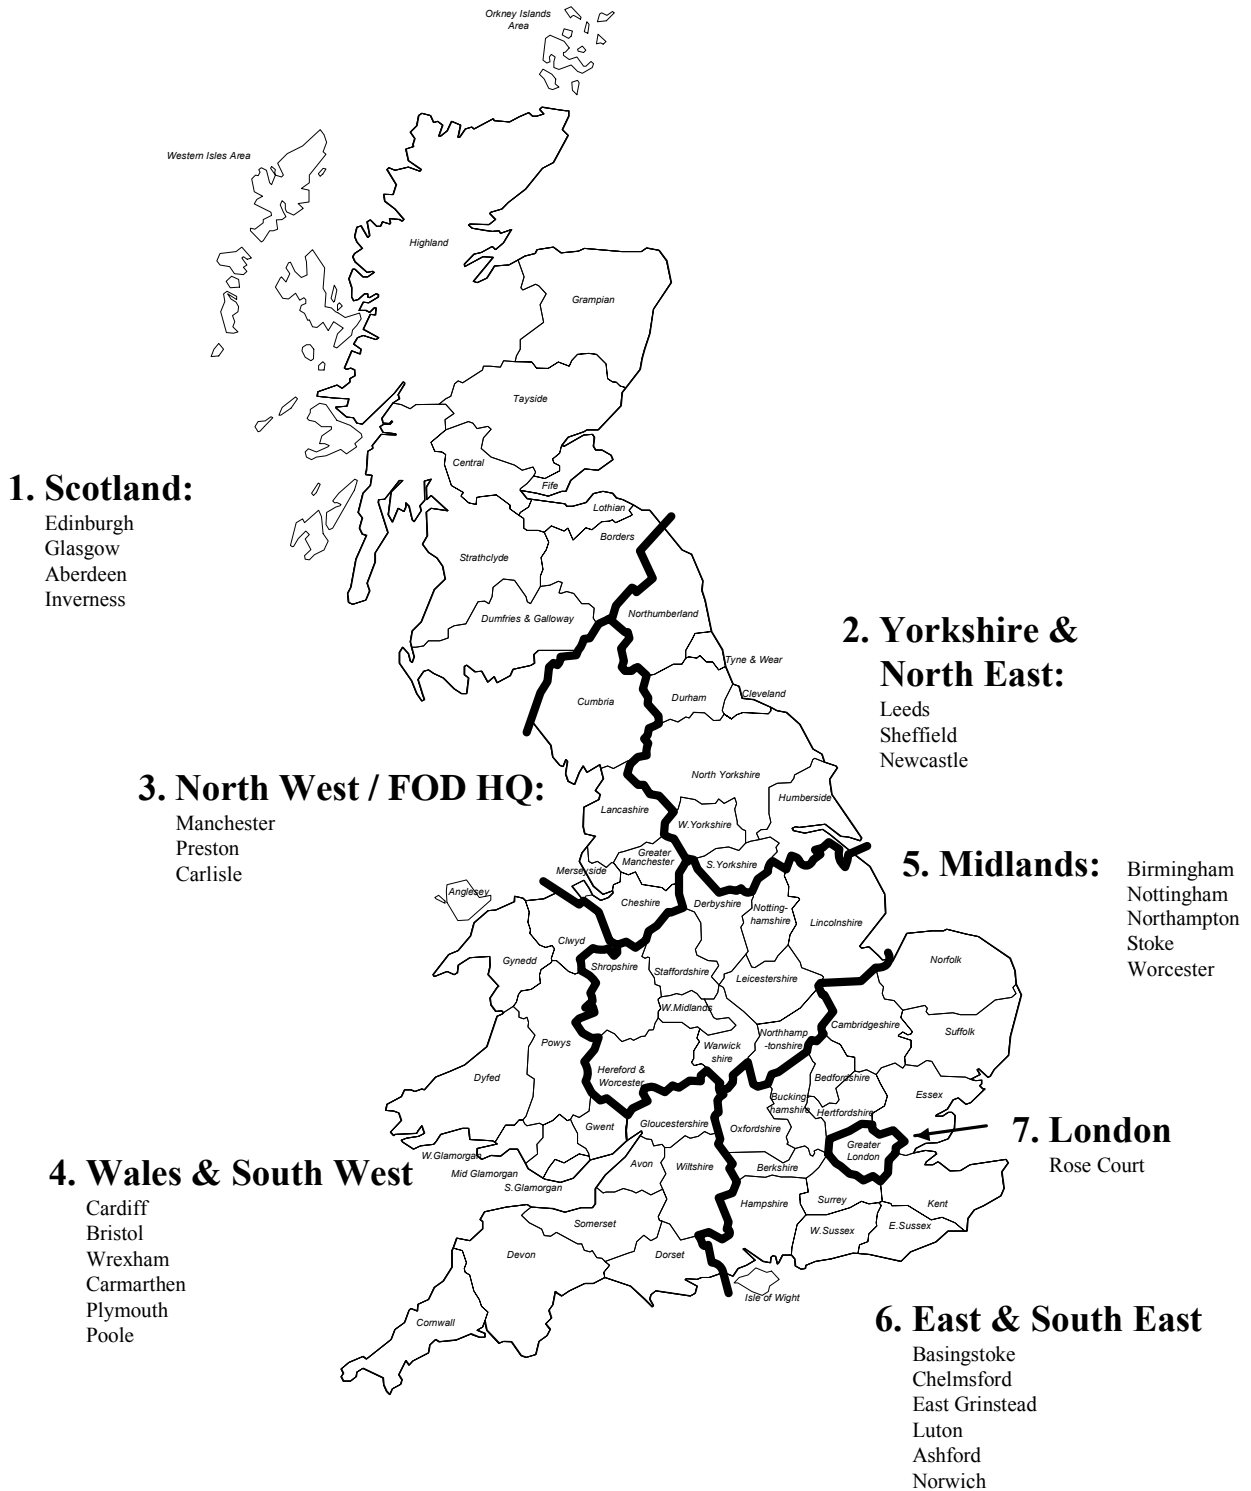 Orkney Islands
Area
Western Isles Area
Highland
Grampian
Tayside
Central
Fife
1. Scotland:
Edinburgh
Glasgow
Aberdeen
Inverness
Lothian
Borders
Strathclyde
Dumfries & Galloway
Northumberland
2. Yorkshire &
North East:
Leeds
Sheffield
Newcastle
Tyne & Wear
Cleveland
Durham
Cumbria
3. North West / FOD HQ:
Manchester
Preston
Carlisle
North Yorkshire
Humberside
Lancashire
W.Yorkshire
Greater
Manchester
S.Yorkshire
Merseyside
5. Midlands:
Birmingham
Nottingham
Northampton
Stoke
Worcester
Anglesey
Cheshire
Derbyshire
Notting-
hamshire
Lincolnshire
Clwyd
Gynedd
Shropshire
Staffordshire
Leicestershire
Norfolk
W.Midlands
Cambridgeshire
Suffolk
Powys
Warwick
shire
Northhamp
-tonshire
Hereford &
Worcester
Dyfed
Bedfordshire
Essex
Bucking-
hamshire
Hertfordshire
Gwent
Gloucestershire
Oxfordshire
Greater
London
7. London
Rose Court
W.Glamorgan
Mid Glamorgan
S.Glamorgan
4. Wales & South West
Cardiff
Bristol
Wrexham
Carmarthen
Plymouth
Poole
Avon
Wiltshire
Berkshire
Hampshire
Surrey
Kent
W.Sussex
E.Sussex
Somerset
Devon
Dorset
Isle of Wight
Cornwall
6. East & South East
Basingstoke
Chelmsford
East Grinstead
Luton
Ashford
Norwich